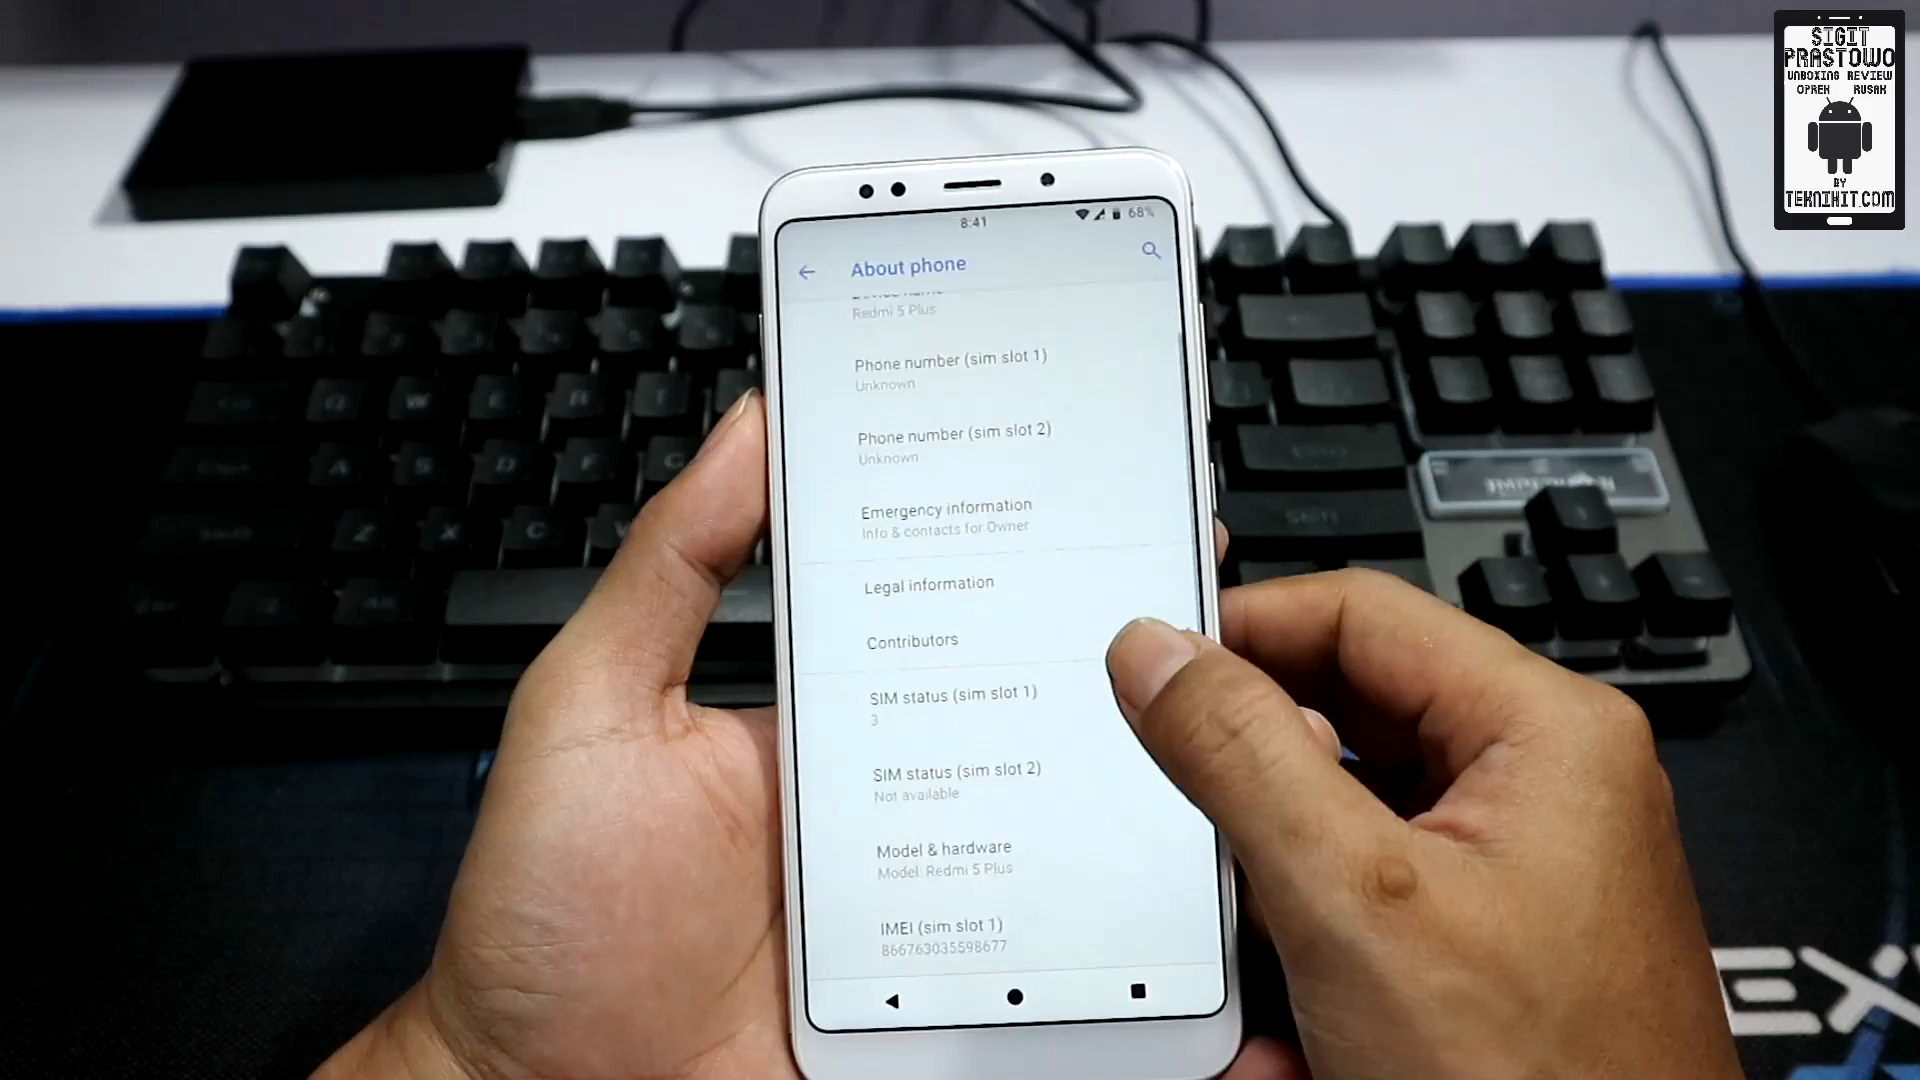 SIGIT
PRASTOWO
UNBOXING REVIEW
OPREK RUSAK
BY
TEKNIKIT.COM
8:41
68%
About phone
Redmi 5 Plus
Phone number (sim slot 1)
Unknown
Phone number (sim slot 2)
Unknown
Emergency information
Info & contacts for Owner
Legal information
Contributors
SIM status (sim slot 1)
3
SIM status (sim slot 2)
Not available
Model & hardware
Model: Redmi 5 Plus
IMEI (sim slot 1)
866763035598677
Q W E R T
A S D F G
Z X C
Shift
EX